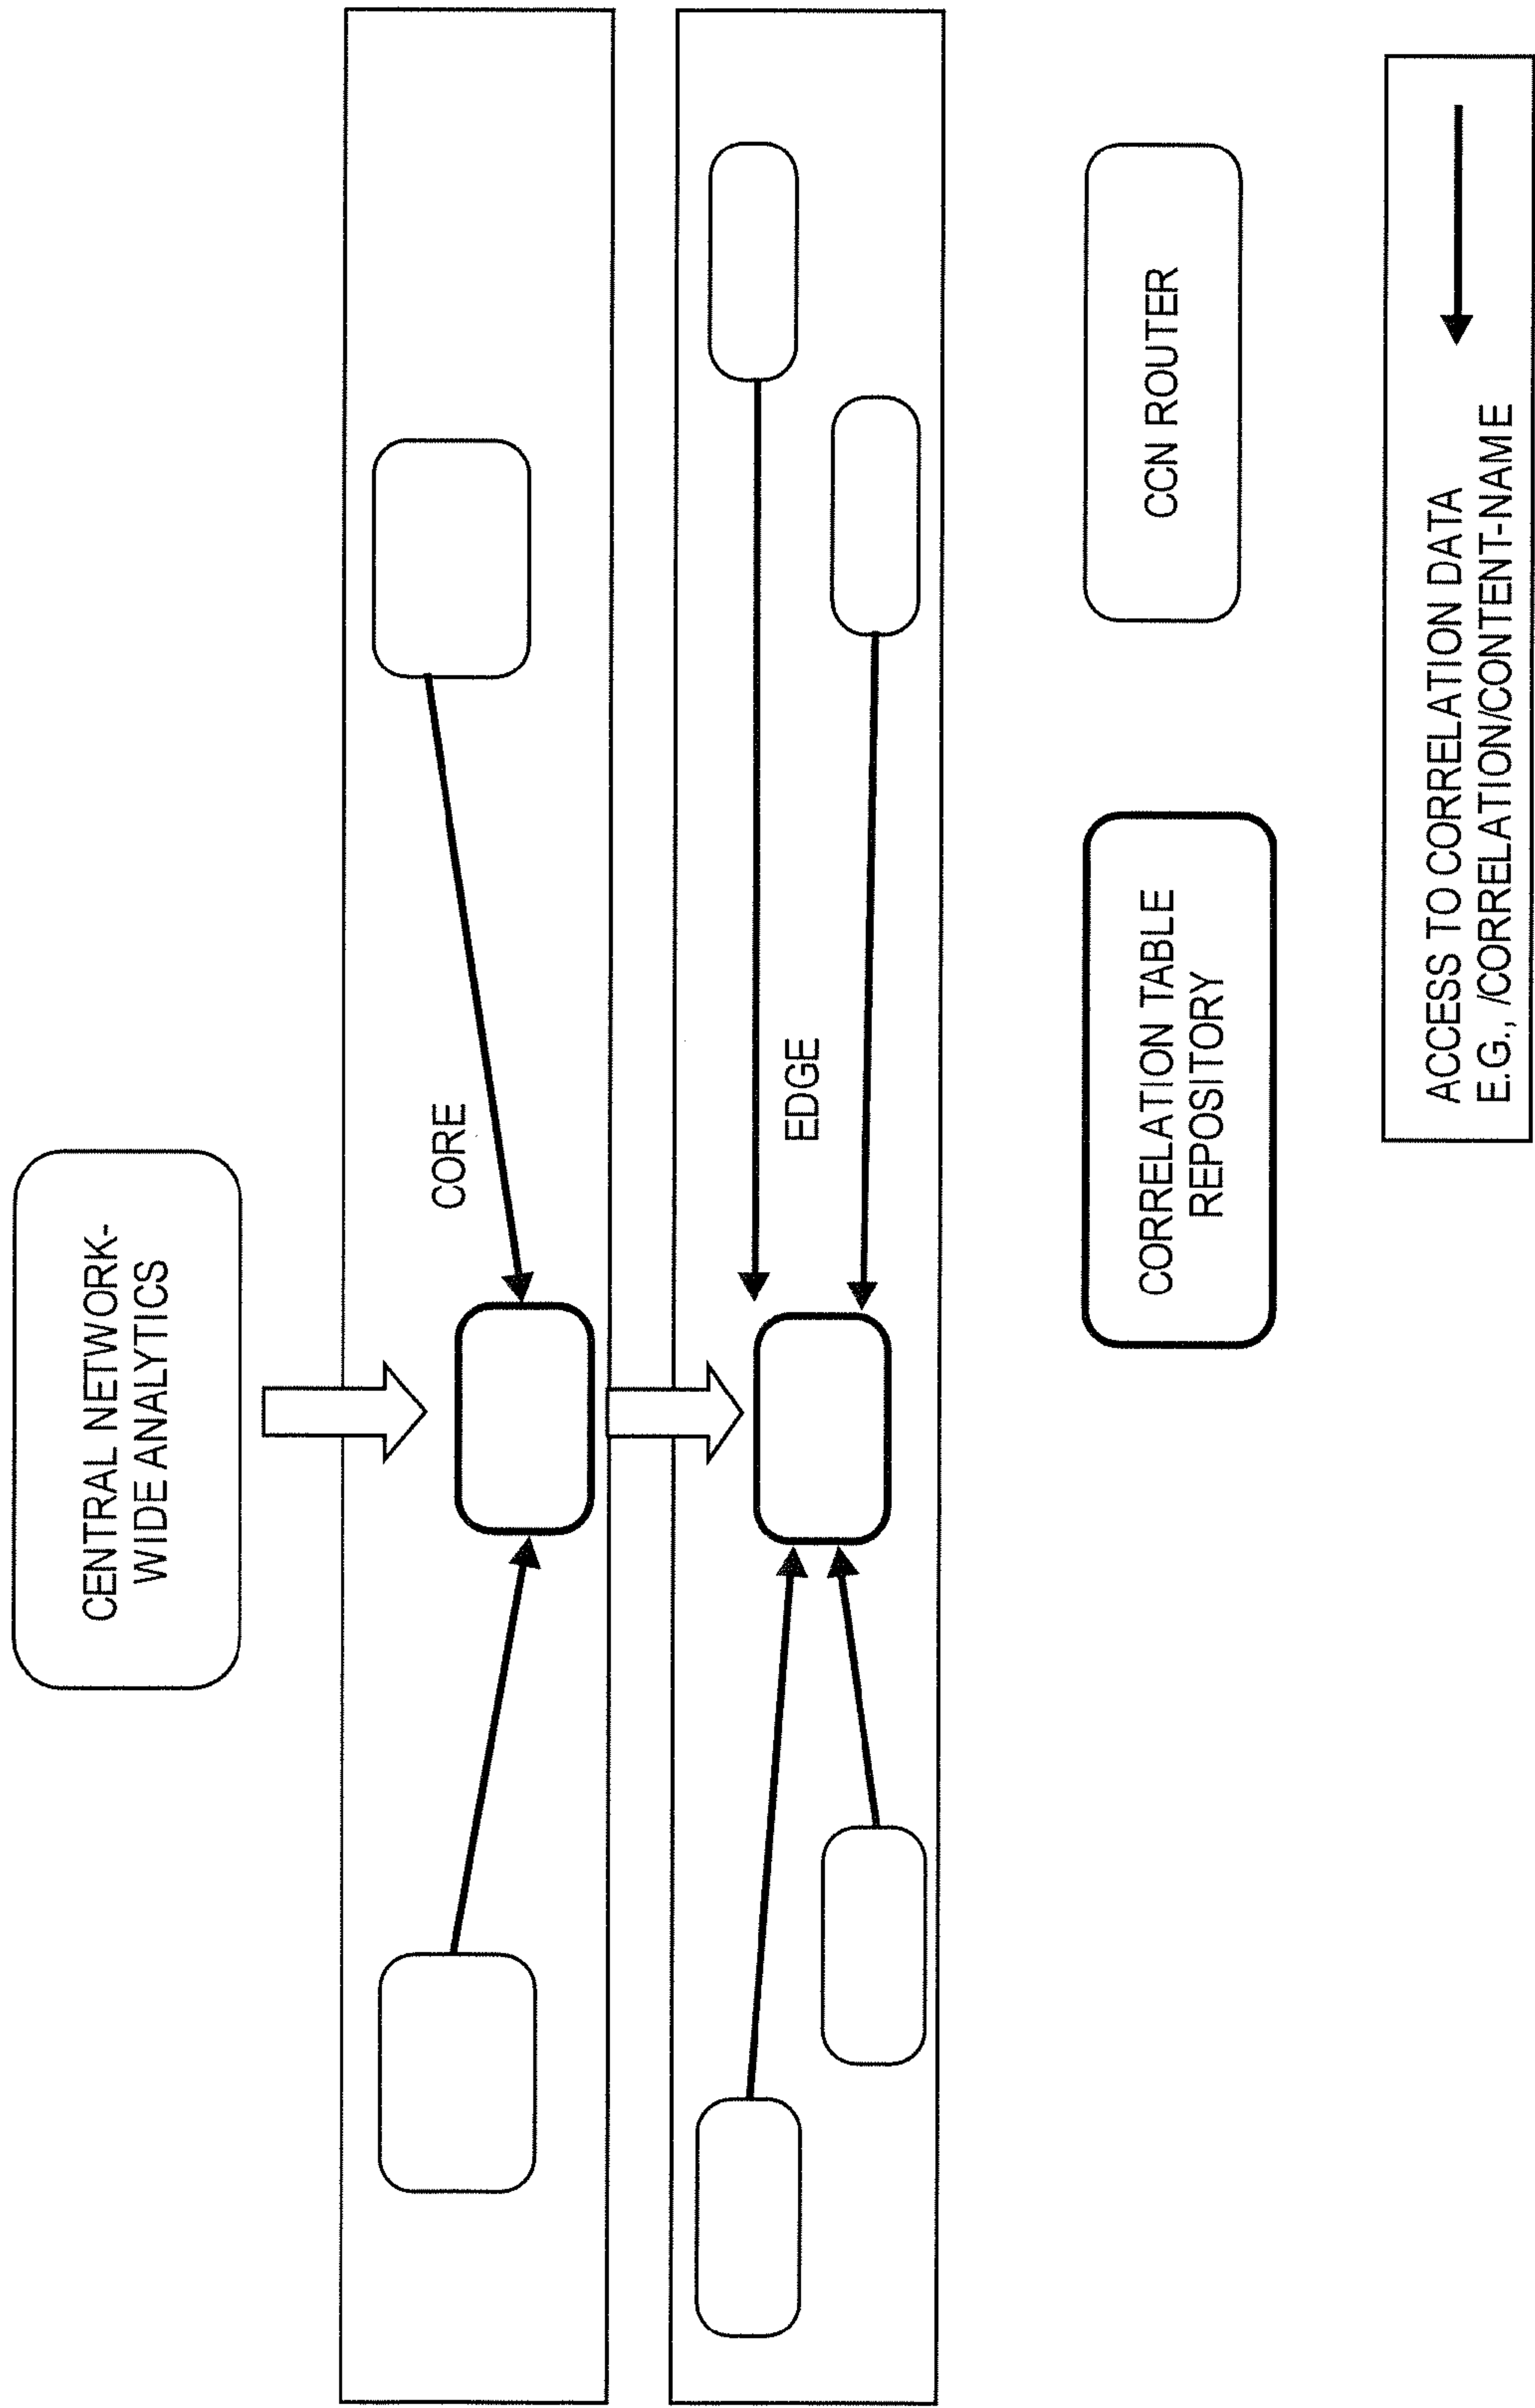 CENTRAL NETWORK-
WIDE ANALYTICS
CORE
EDGE
CORRELATION TABLE
REPOSITORY
CCN ROUTER
ACCESS TO CORRELATION DATA
E.G., /CORRELATION/CONTENT-NAME